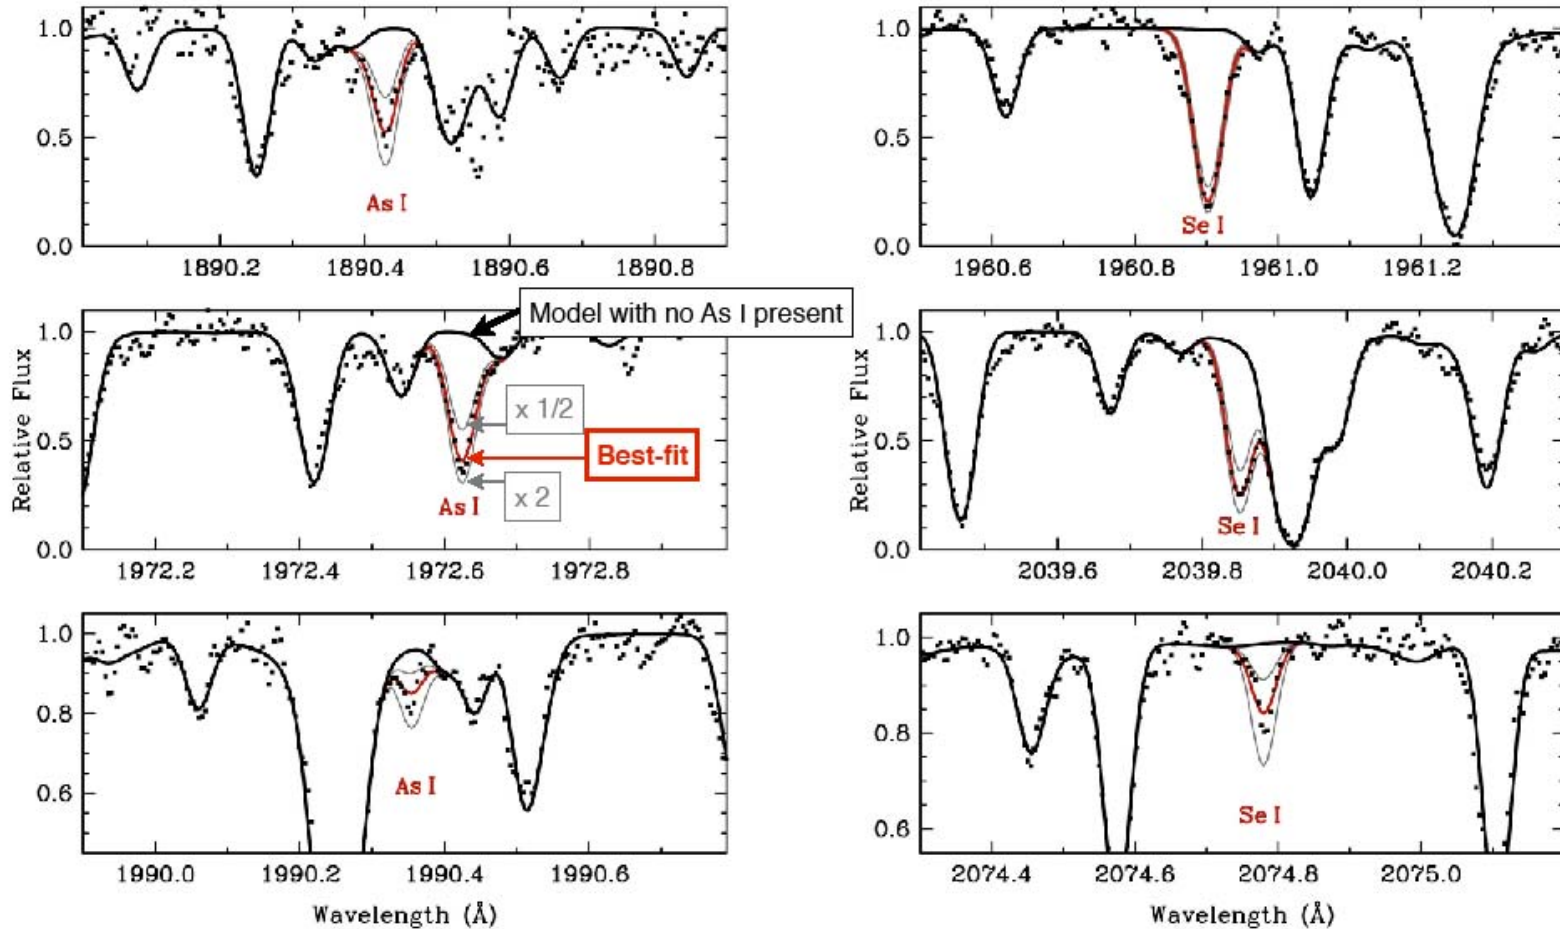 1.0
0.5
0.0
As I
1890.2 1890.4 1890.6 1890.8
1.0
0.5
0.0
Se I
1960.6 1960.8 1961.0 1961.2
Relative Flux
1.0
0.5
0.0
Model with no As I present
x 1/2
Best-fit
x 2
As I
1972.2 1972.4 1972.6 1972.8
Relative Flux
1.0
0.5
0.0
Se I
2039.6 2039.8 2040.0 2040.2
1.0
0.8
0.6
As I
1990.0 1990.2 1990.4 1990.6
Wavelength (Å)
1.0
0.8
0.6
Se I
2074.4 2074.6 2074.8 2075.0
Wavelength (Å)